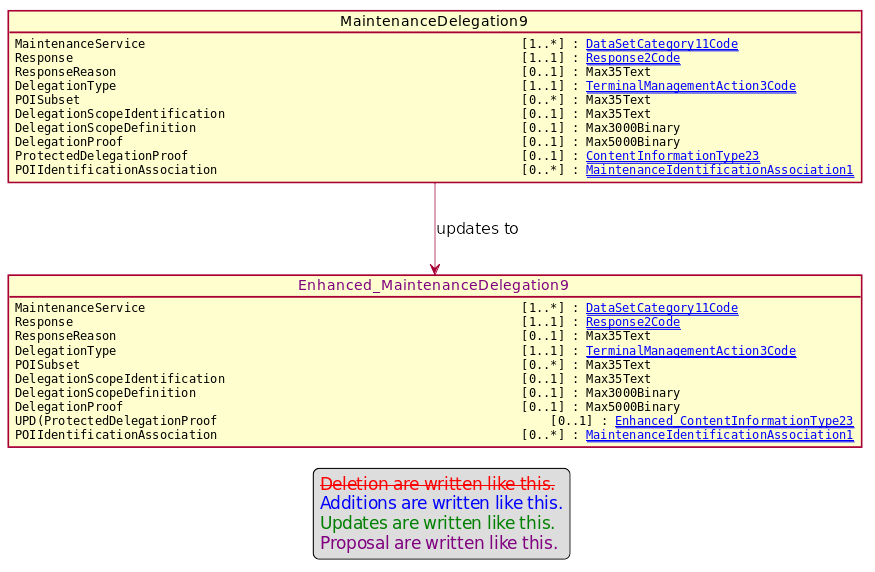 MaintenanceDelegation9
MaintenanceService [1..*] : DataSetCategory11Code
Response [1..1] : Response2Code
ResponseReason [0..1] : Max35Text
DelegationType [1..1] : TerminalManagementAction3Code
POISubset [0..*] : Max35Text
DelegationScopeIdentification [0..1] : Max35Text
DelegationScopeDefinition [0..1] : Max3000Binary
DelegationProof [0..1] : Max5000Binary
ProtectedDelegationProof [0..1] : ContentInformationType23
POIIdentificationAssociation [0..*] : MaintenanceIdentificationAssociation1
updates to
Enhanced_MaintenanceDelegation9
MaintenanceService [1..*] : DataSetCategory11Code
Response [1..1] : Response2Code
ResponseReason [0..1] : Max35Text
DelegationType [1..1] : TerminalManagementAction3Code
POISubset [0..*] : Max35Text
DelegationScopeIdentification [0..1] : Max35Text
DelegationScopeDefinition [0..1] : Max3000Binary
DelegationProof [0..1] : Max5000Binary
UPD(ProtectedDelegationProof [0..1] : Enhanced_ContentInformationType23
POIIdentificationAssociation [0..*] : MaintenanceIdentificationAssociation1
Deletion are written like this.
Additions are written like this.
Updates are written like this.
Proposal are written like this.